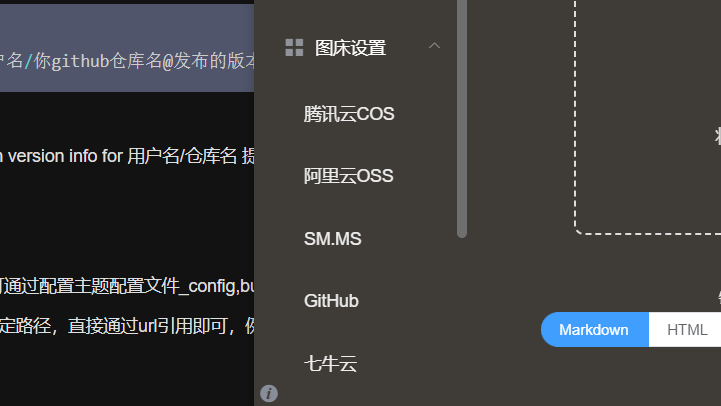 户名/你github仓库名@发布的版本
version info for 用户名/仓库名 提
可通过配置主题配置文件_config,bu
定路径，直接通过url引用即可，例
图床设置
腾讯云COS
阿里云OSS
SM.MS
GitHub
七牛云
Markdown
HTML